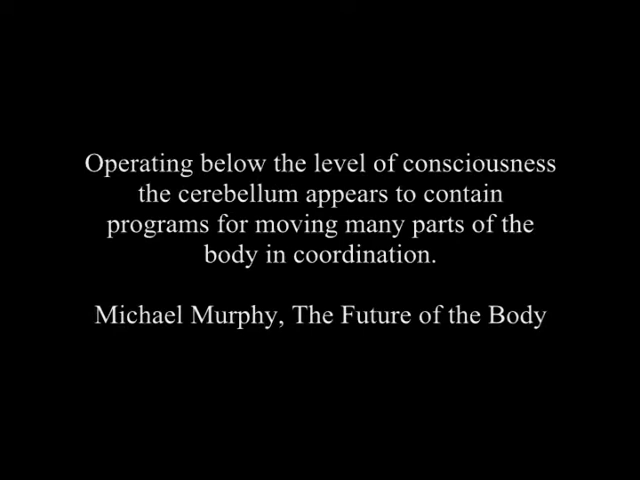 Operating below the level of consciousness
the cerebellum appears to contain
programs for moving many parts of the
body in coordination.
Michael Murphy, The Future of the Body